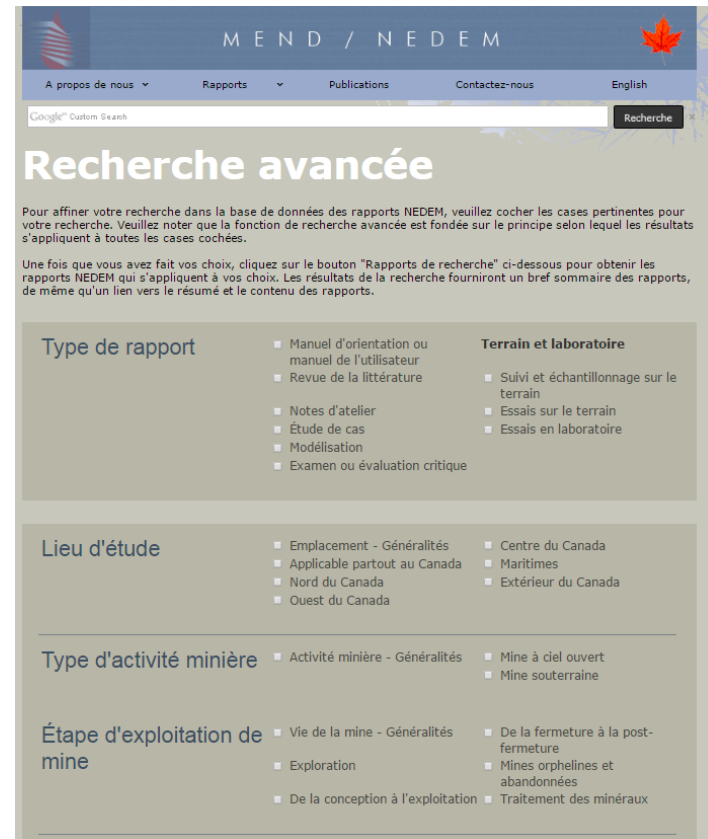 MEND / NEDEM
A propos de nous
Rapports
Publications
Contactez-nous
English
Google™ Custom Search
Recherche
×
Recherche avancée
Pour affiner votre recherche dans la base de données des rapports NEDEM, veuillez cocher les cases pertinentes pour
votre recherche. Veuillez noter que la fonction de recherche avancée est fondée sur le principe selon lequel les résultats
s'appliquent à toutes les cases cochées.
Une fois que vous avez fait vos choix, cliquez sur le bouton "Rapports de recherche" ci-dessous pour obtenir les
rapports NEDEM qui s'appliquent à vos choix. Les résultats de la recherche fourniront un bref sommaire des rapports,
de même qu'un lien vers le résumé et le contenu des rapports.
Type de rapport
Manuel d'orientation ou
manuel de l'utilisateur
Revue de la littérature
Notes d'atelier
Étude de cas
Modélisation
Examen ou évaluation critique
Terrain et laboratoire
Suivi et échantillonnage sur le
terrain
Essais sur le terrain
Essais en laboratoire
Lieu d'étude
Emplacement - Généralités
Applicable partout au Canada
Nord du Canada
Ouest du Canada
Centre du Canada
Maritimes
Extérieur du Canada
Type d'activité minière
Activité minière - Généralités
Mine à ciel ouvert
Mine souterraine
Étape d'exploitation de
mine
Vie de la mine - Généralités
Exploration
De la conception à l'exploitation
De la fermeture à la post-
fermeture
Mines orphelines et
abandonnées
Traitement des minéraux